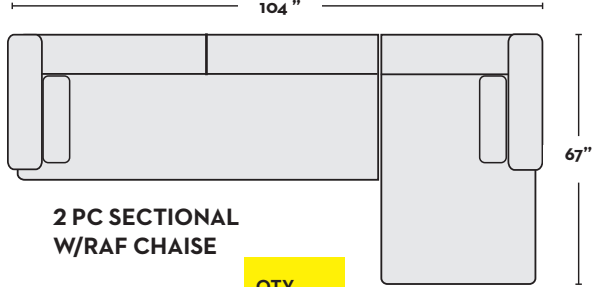 104 ”
67”
2 PC SECTIONAL
W/RAF CHAISE
QTY